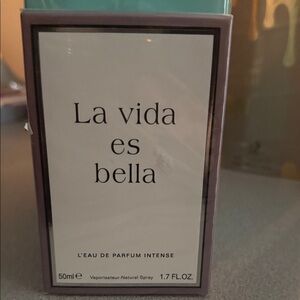 La vida
es
bella
L'EAU DE PARFUM INTENSE
50ml℮ Vaporisateur-Natural Spray 1.7 FL.OZ.